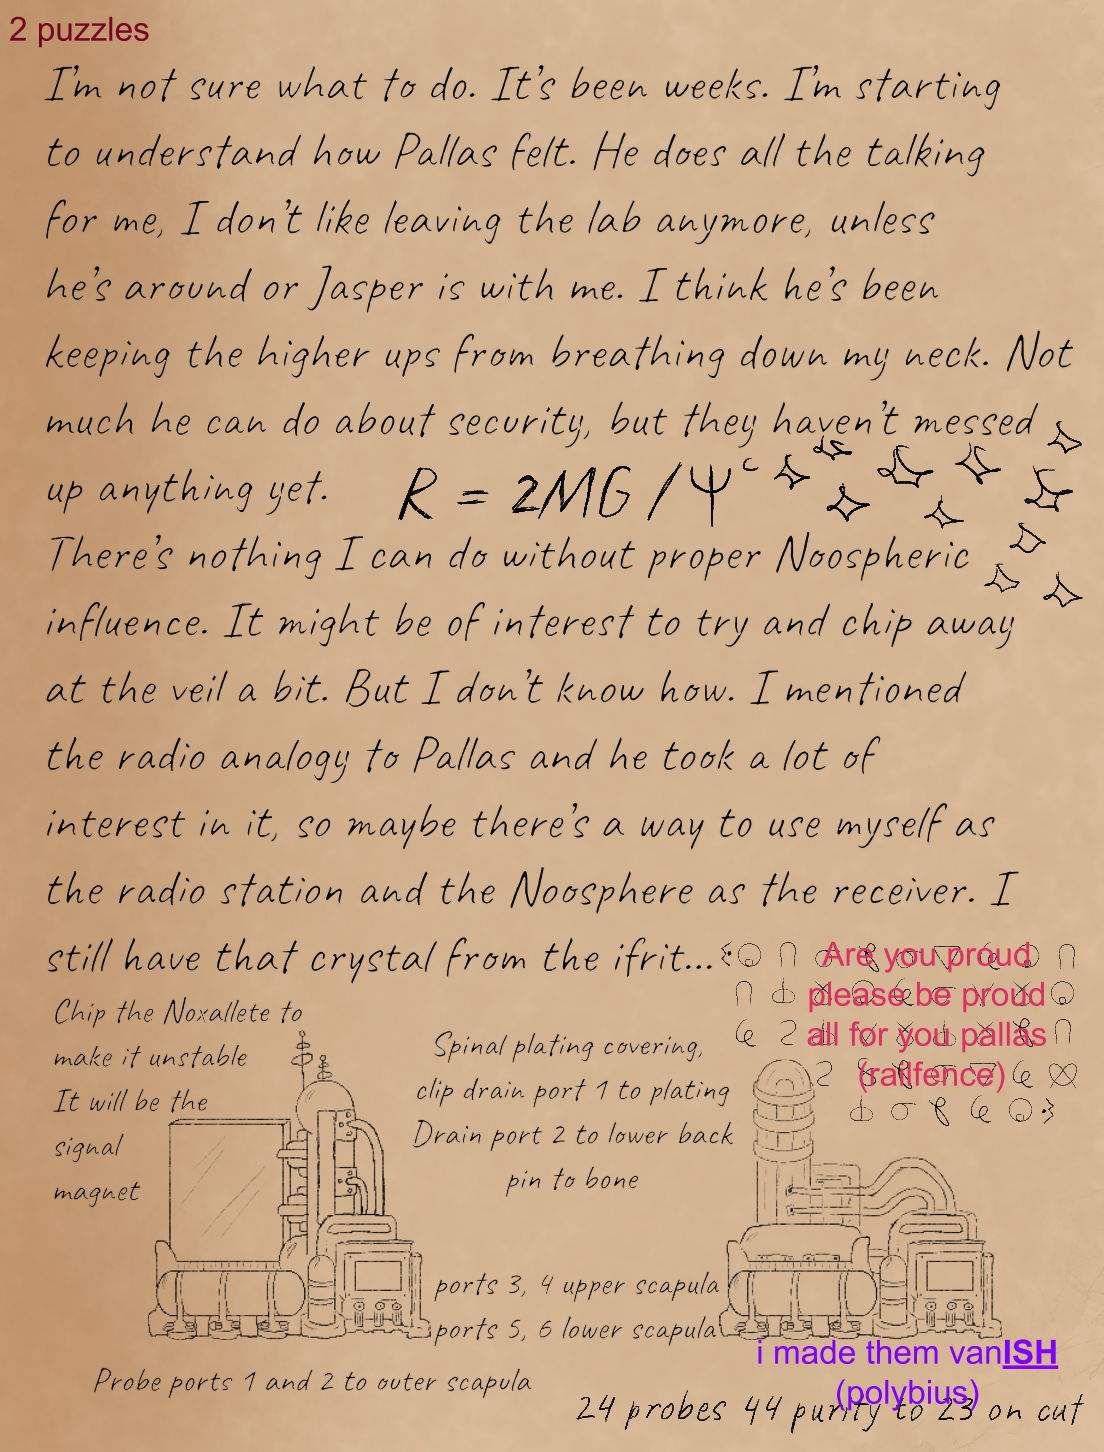 2 puzzles
I'm not sure what to do. It's been weeks. I'm starting
to understand how Pallas felt. He does all the talking
for me, I don't like leaving the lab anymore, unless
he's around or Jasper is with me. I think he's been
keeping the higher ups from breathing down my neck. Not
much he can do about security, but they haven't messed
up anything yet.
R = 2MG / Ψᶜ
There's nothing I can do without proper Noospheric
influence. It might be of interest to try and chip away
at the veil a bit. But I don't know how. I mentioned
the radio analogy to Pallas and he took a lot of
interest in it, so maybe there's a way to use myself as
the radio station and the Noosphere as the receiver. I
still have that crystal from the ifrit...
Are you proud
please be proud
all for you pallas
(railfence)
Chip the Noxallete to
make it unstable
It will be the
signal
magnet
Spinal plating covering,
clip drain port 1 to plating
Drain port 2 to lower back
pin to bone
ports 3, 4 upper scapula
ports 5, 6 lower scapula
i made them vanISH
(polybius)
Probe ports 1 and 2 to outer scapula
24 probes 44 purity to 23 on cut